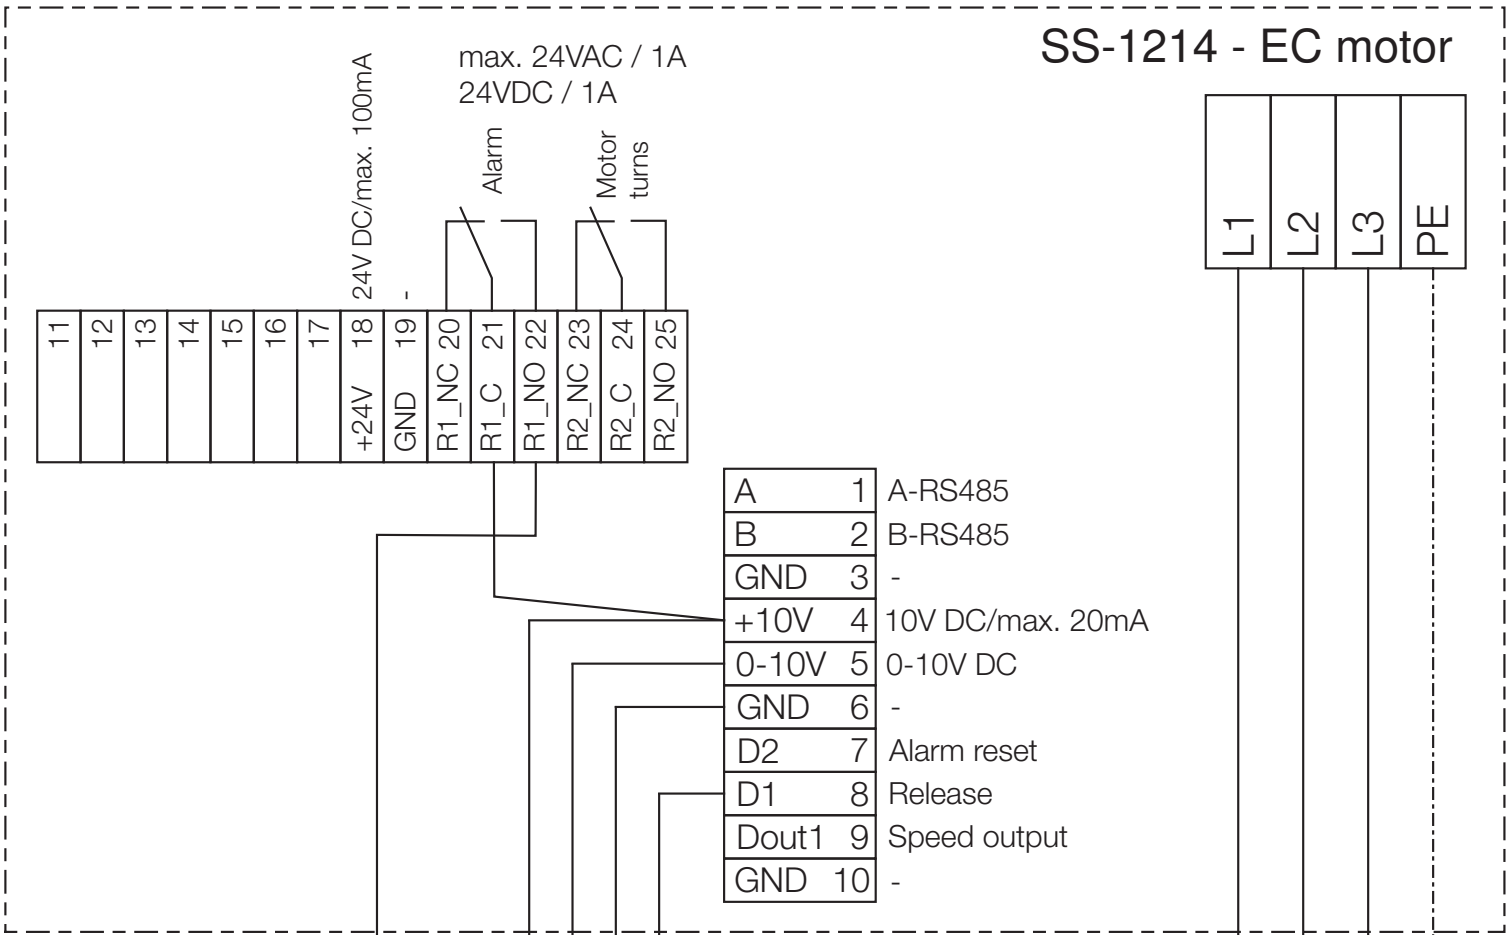 SS-1214 - EC motor
max. 24VAC / 1A
24VDC / 1A
24V DC/max. 100mA
-
Alarm
Motor
turns
L1
L2
L3
PE
11
12
13
14
15
16
17
+24V 18
GND 19
R1_NC 20
R1_C 21
R1_NO 22
R2_NC 23
R2_C 24
R2_NO 25
A 1 A-RS485
B 2 B-RS485
GND 3 -
+10V 4 10V DC/max. 20mA
0-10V 5 0-10V DC
GND 6 -
D2 7 Alarm reset
D1 8 Release
Dout1 9 Speed output
GND 10 -